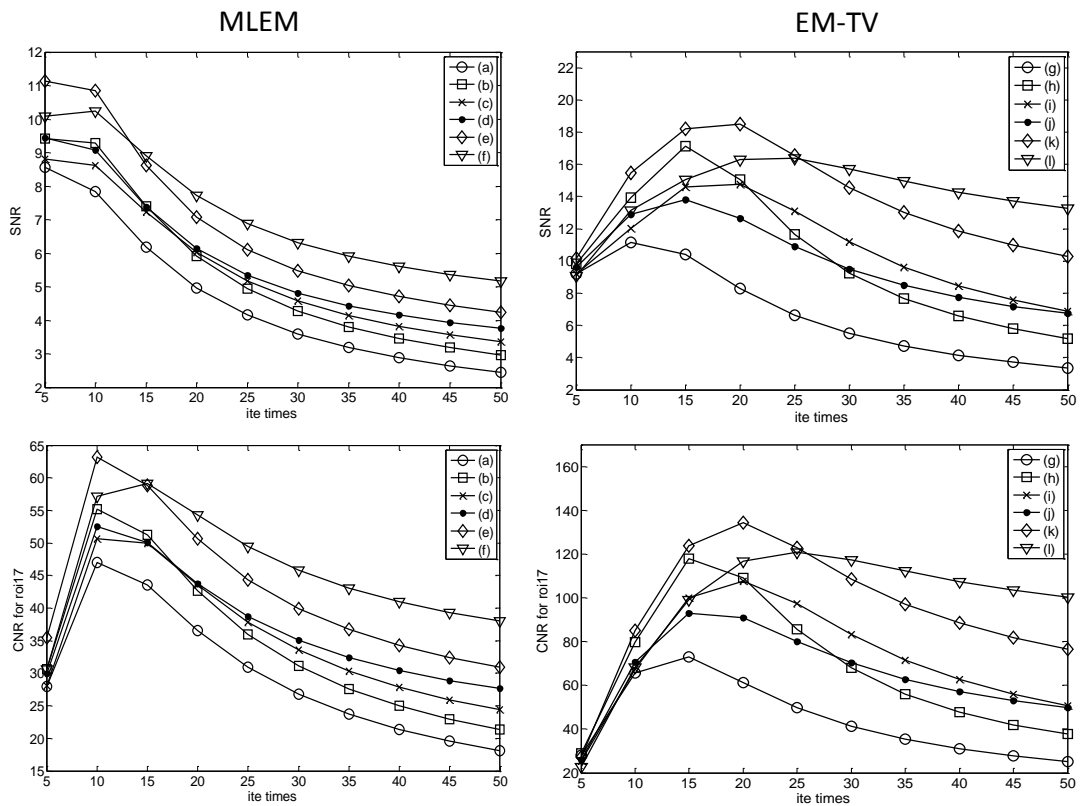 MLEM
EM-TV
12
11
10
9
8
7
6
5
4
3
2
SNR
5 10 15 20 25 30 35 40 45 50
ite times
(a)
(b)
(c)
(d)
(e)
(f)
22
20
18
16
14
12
10
8
6
4
2
SNR
5 10 15 20 25 30 35 40 45 50
ite times
(g)
(h)
(i)
(j)
(k)
(l)
65
60
55
50
45
40
35
30
25
20
15
CNR for roi17
5 10 15 20 25 30 35 40 45 50
ite times
(a)
(b)
(c)
(d)
(e)
(f)
160
140
120
100
80
60
40
20
CNR for roi17
5 10 15 20 25 30 35 40 45 50
ite times
(g)
(h)
(i)
(j)
(k)
(l)